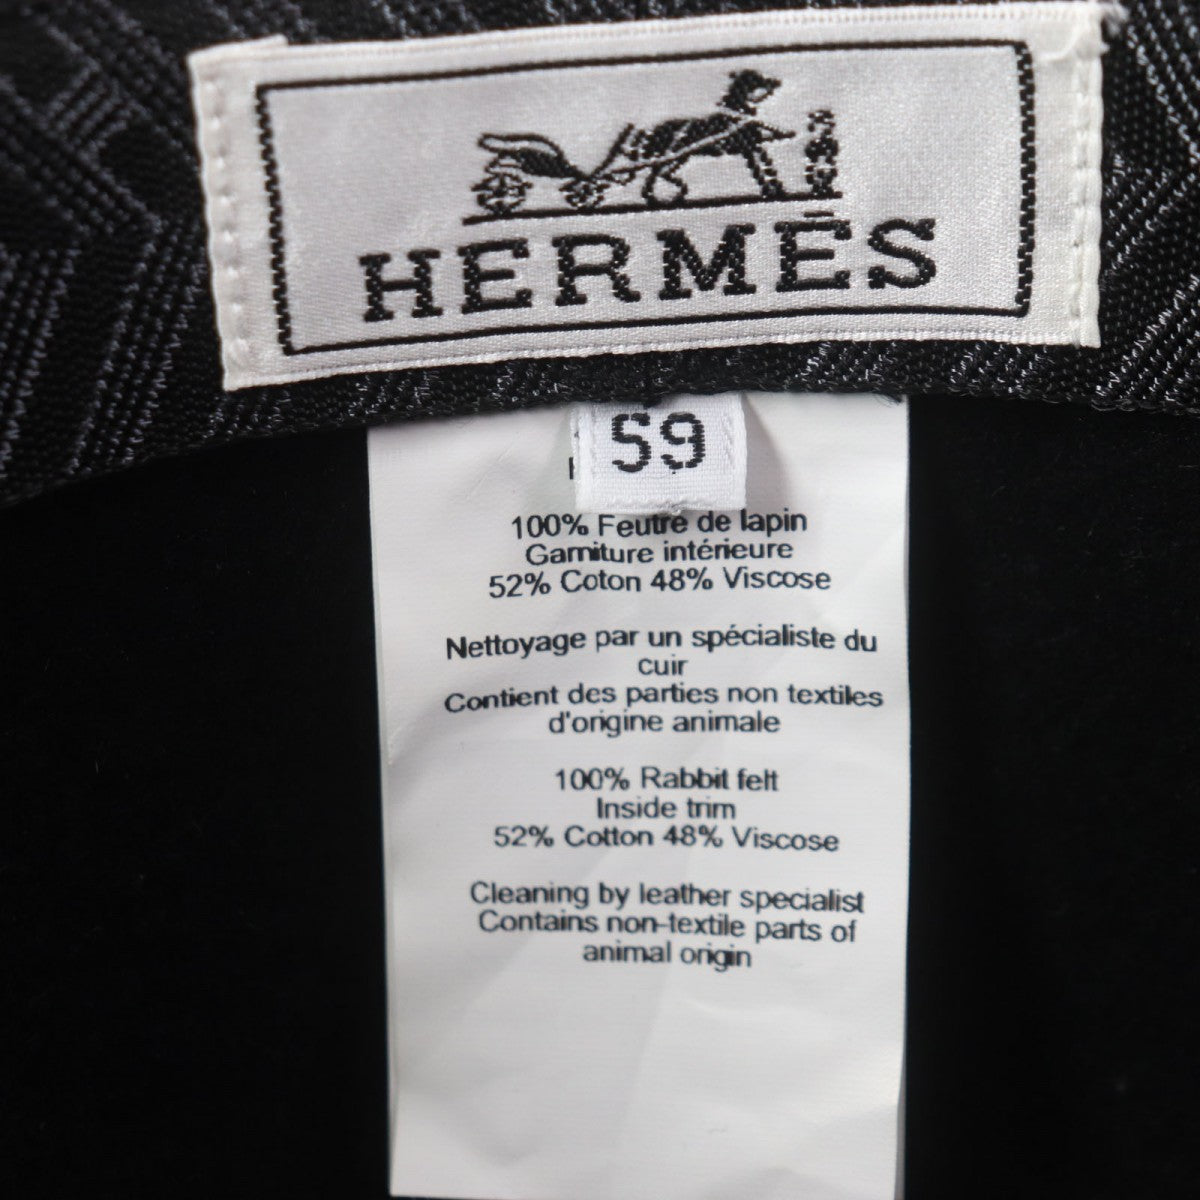 HERMÈS
59
100% Feutre de lapin
Garniture intérieure
52% Coton 48% Viscose
Nettoyage par un spécialiste du
cuir
Contient des parties non textiles
d'origine animale
100% Rabbit felt
Inside trim
52% Cotton 48% Viscose
Cleaning by leather specialist
Contains non-textile parts of
animal origin